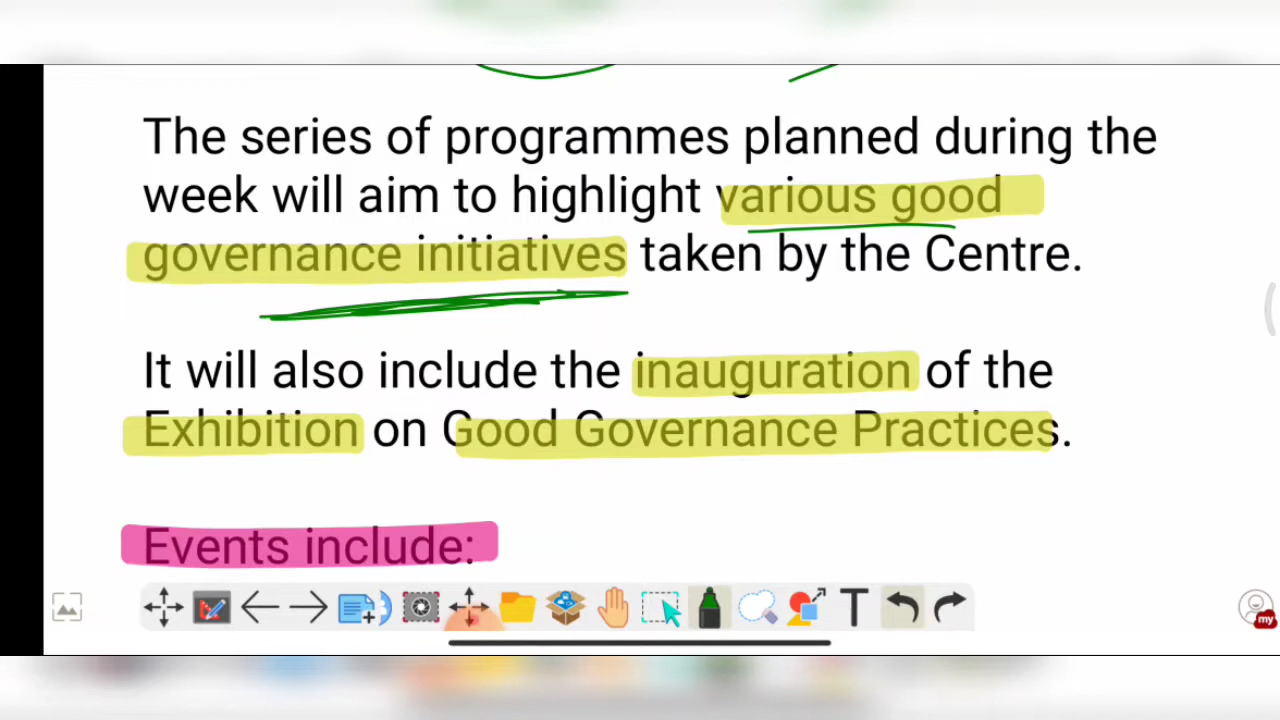 The series of programmes planned during the
week will aim to highlight various good
governance initiatives taken by the Centre.
It will also include the inauguration of the
Exhibition on Good Governance Practices.
Events include:
T
my